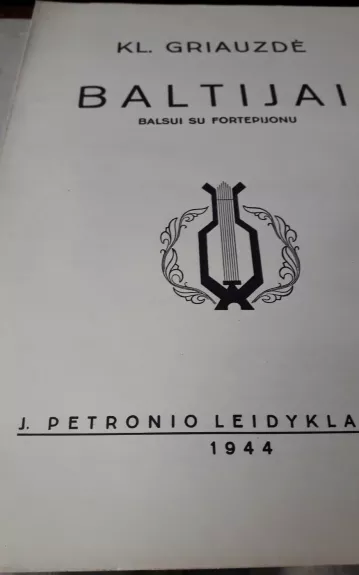 KL. GRIAUZDĖ
BALTIJAI
BALSUI SU FORTEPIJONU
J. PETRONIO LEIDYKLA
1944